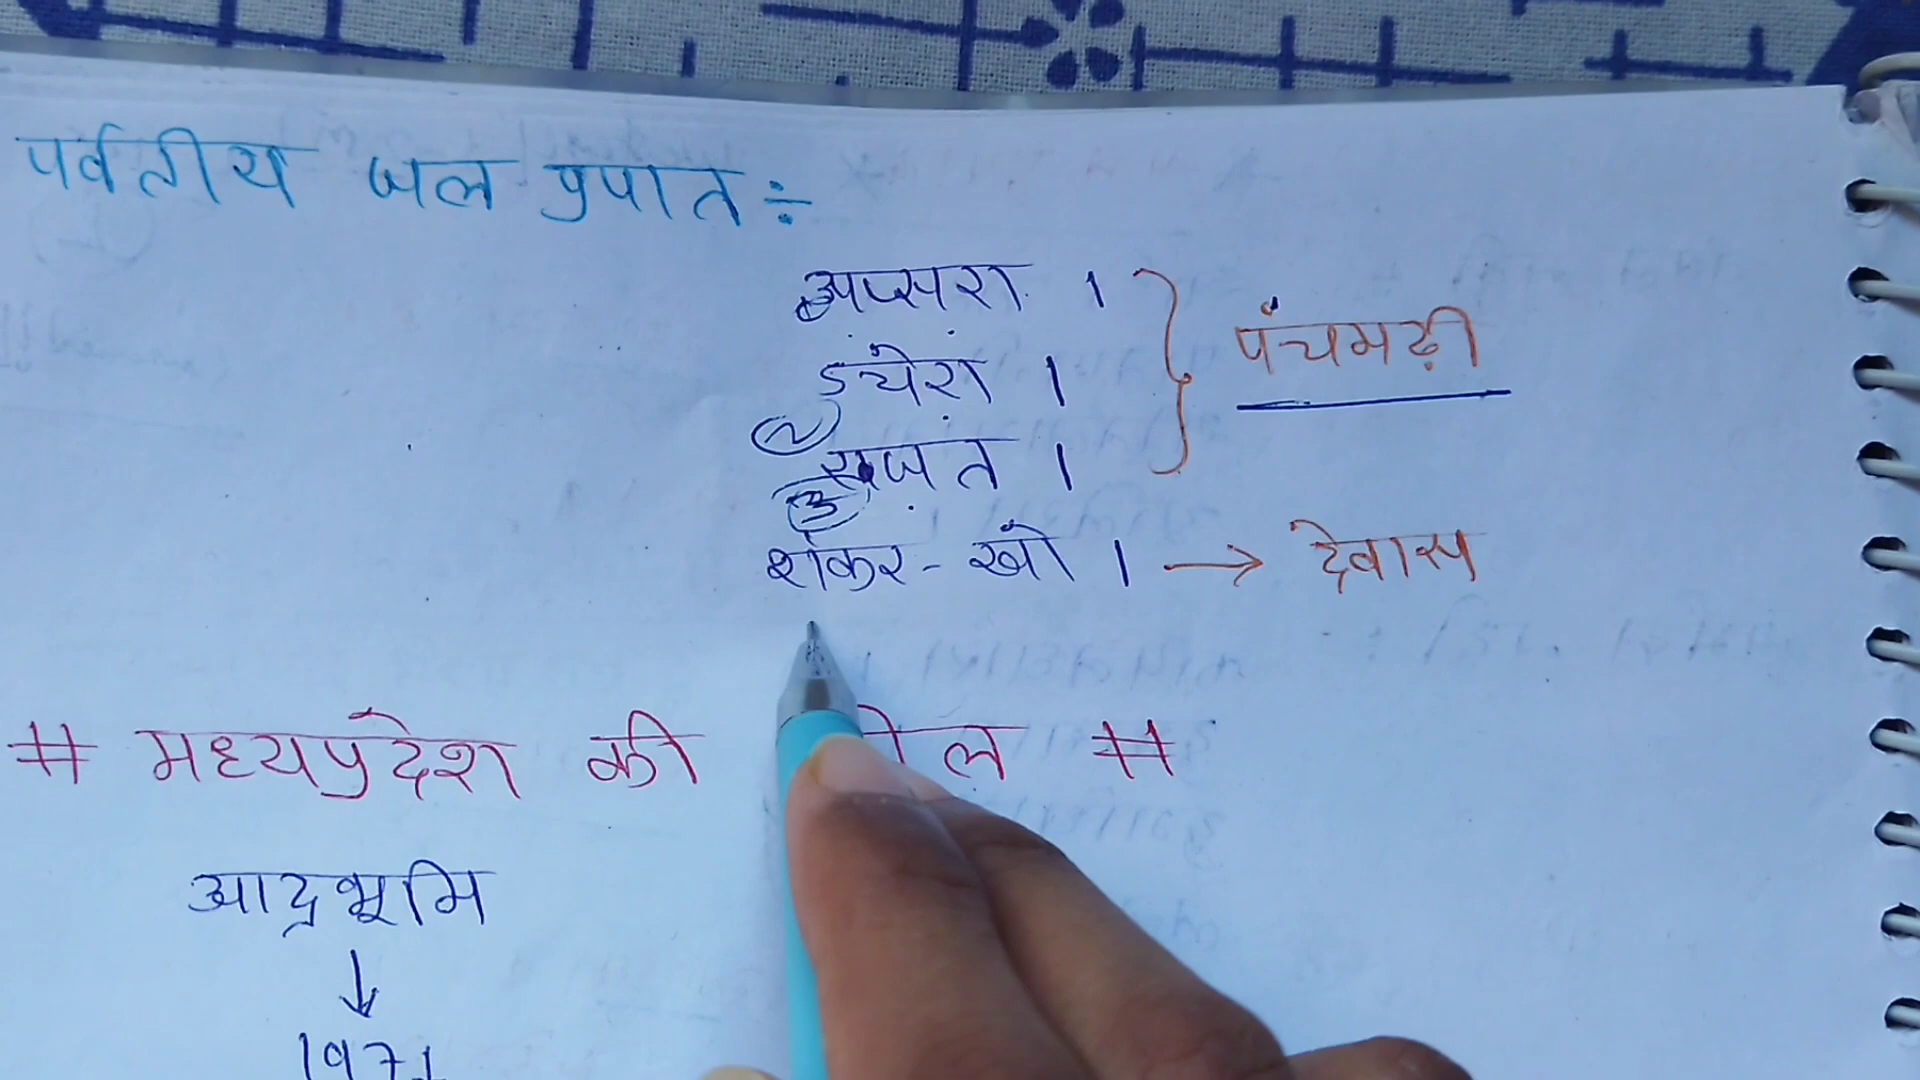 पर्वतीय जल प्रपात ÷
अप्सरा ।
डचेरा ।
पंचमढ़ी
रजत ।
शंकर - खो । → देवास
# मध्यप्रदेश की #
आद्रभूमि
↓
1971